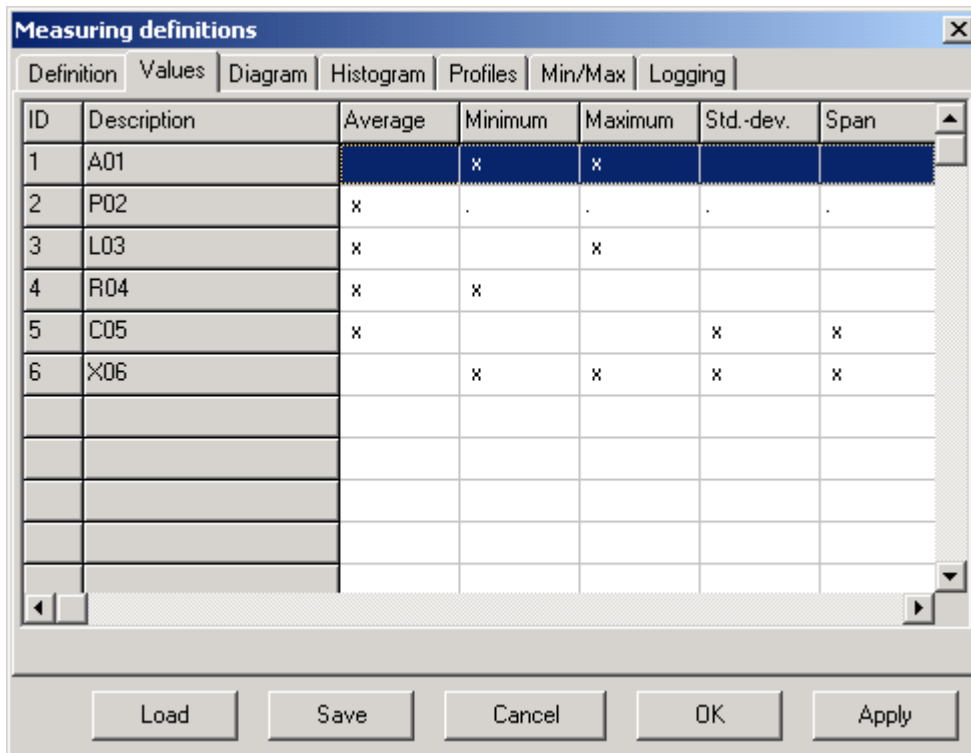 Measuring definitions
Definition Values Diagram Histogram Profiles Min/Max Logging
ID Description Average Minimum Maximum Std.-dev. Span
1 A01 x x
2 P02 x . . . .
3 L03 x x
4 R04 x x
5 C05 x x x
6 X06 x x x x
Load Save Cancel OK Apply